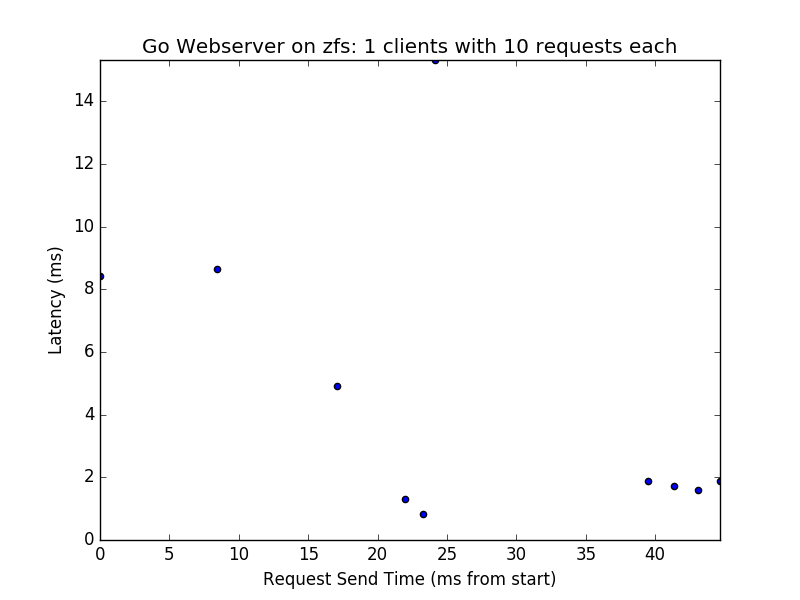 Go Webserver on zfs: 1 clients with 10 requests each
14
12
10
8
6
4
2
0
Latency (ms)
0 5 10 15 20 25 30 35 40
Request Send Time (ms from start)